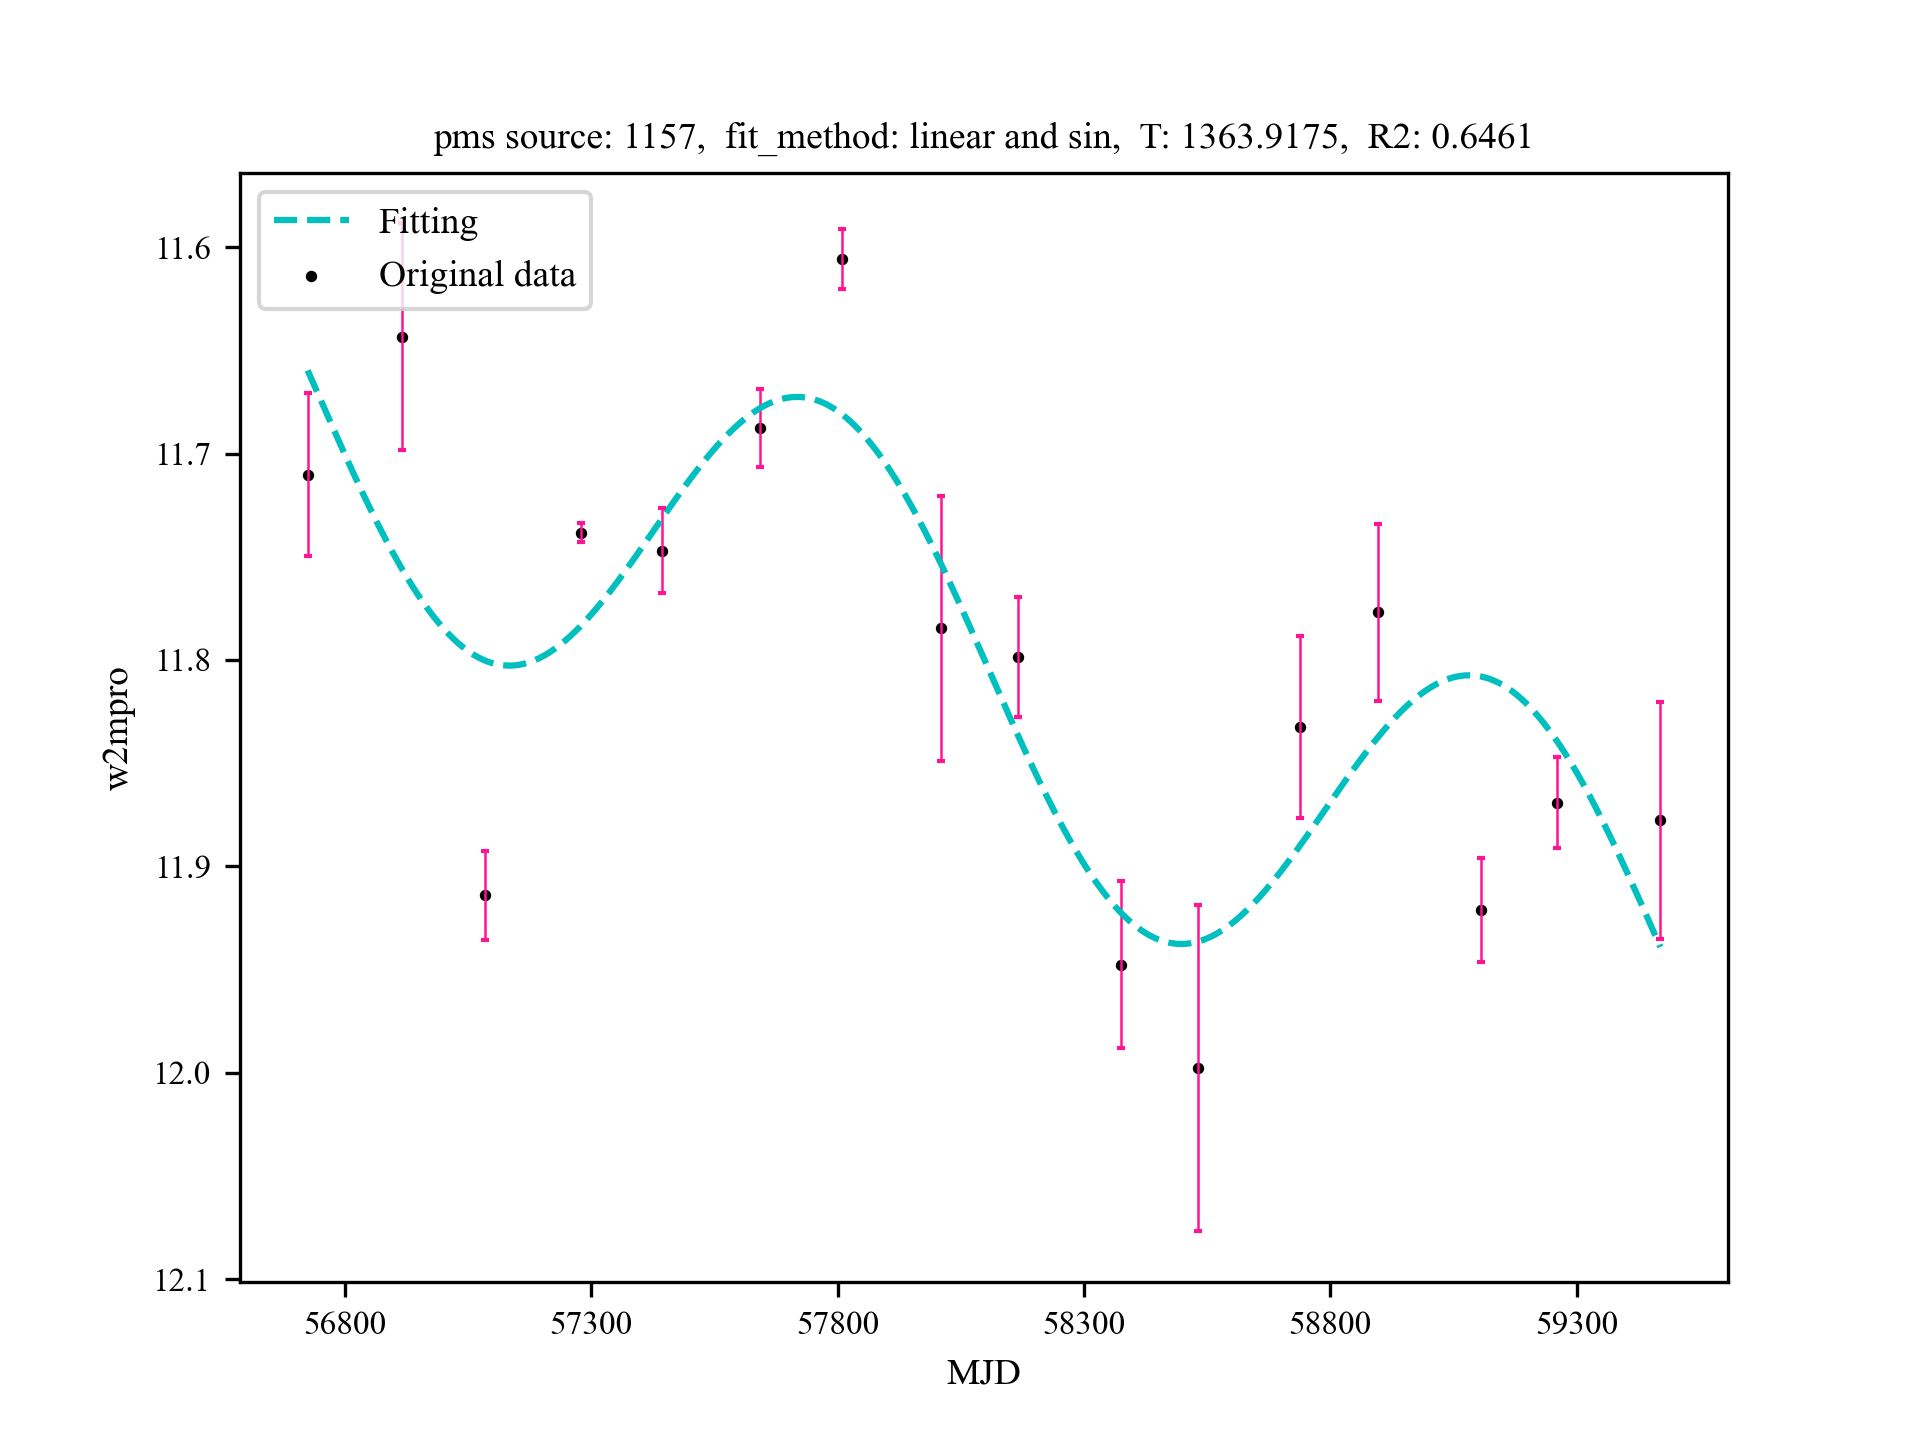 pms source: 1157, fit_method: linear and sin, T: 1363.9175, R2: 0.6461
Fitting
Original data
11.6
11.7
11.8
11.9
12.0
12.1
w2mpro
56800 57300 57800 58300 58800 59300
MJD